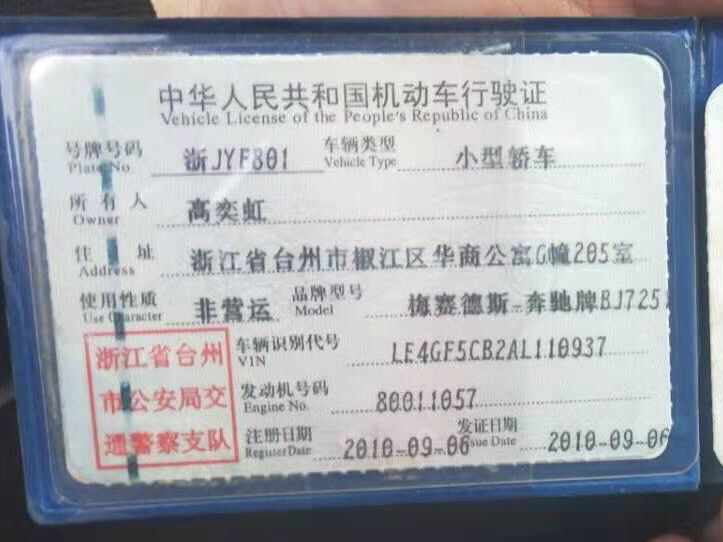 中华人民共和国机动车行驶证
Vehicle License of the People's Republic of China
号牌号码 浙JYF801 车辆类型 小型轿车
Plate No. Vehicle Type
所有人 高奕虹
Owner
住址 浙江省台州市椒江区华商公寓G幢205室
Address
使用性质 非营运 品牌型号 梅赛德斯-奔驰牌BJ7251
Use Character Model
浙江省台州
市公安局交
通警察支队
车辆识别代号 LE4GF5CB2AL110937
VIN
发动机号码 80011057
Engine No.
注册日期 2010-09-06 发证日期 2010-09-06
Register Date Issue Date